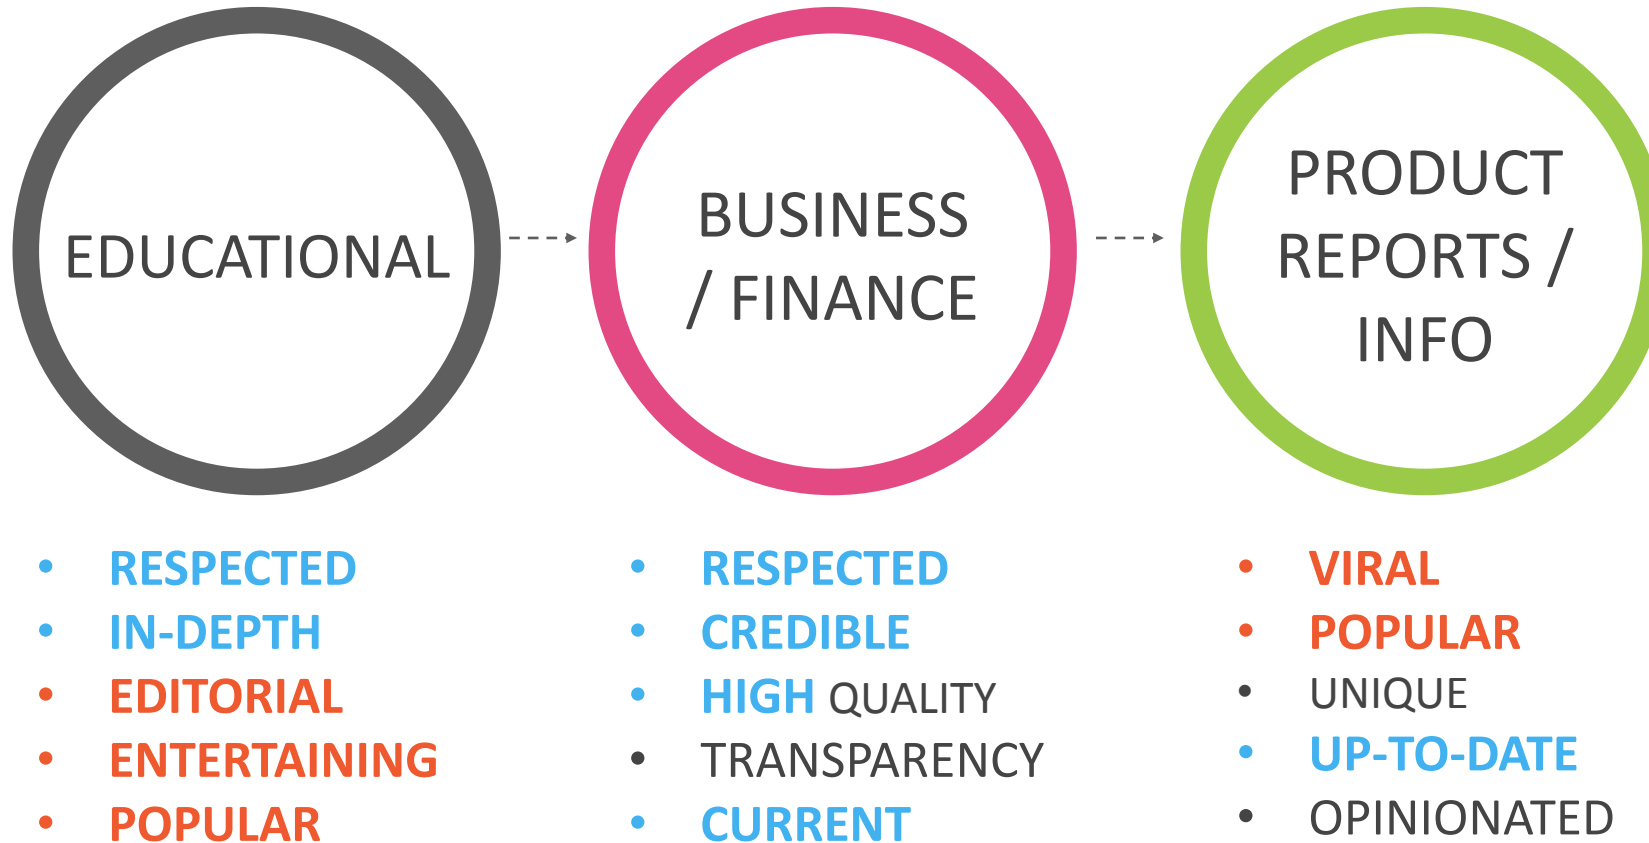 EDUCATIONAL
BUSINESS
/ FINANCE
PRODUCT
REPORTS /
INFO
• RESPECTED
• IN-DEPTH
• EDITORIAL
• ENTERTAINING
• POPULAR
• RESPECTED
• CREDIBLE
• HIGH QUALITY
• TRANSPARENCY
• CURRENT
• VIRAL
• POPULAR
• UNIQUE
• UP-TO-DATE
• OPINIONATED